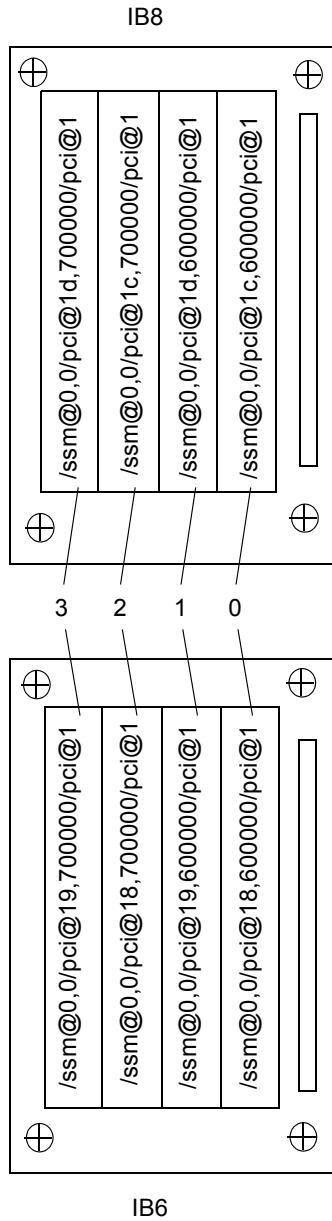 IB8
/ssm@0,0/pci@1d,700000/pci@1
/ssm@0,0/pci@1c,700000/pci@1
/ssm@0,0/pci@1d,600000/pci@1
/ssm@0,0/pci@1c,600000/pci@1
3 2 1 0
/ssm@0,0/pci@19,700000/pci@1
/ssm@0,0/pci@18,700000/pci@1
/ssm@0,0/pci@19,600000/pci@1
/ssm@0,0/pci@18,600000/pci@1
IB6